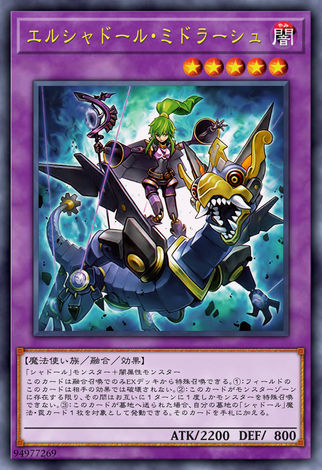 エルシャドール・ミドラーシュ
やみ
闇
【魔法使い族/融合/効果】
「シャドール」モンスター+闇属性モンスター
このカードは融合召喚でのみEXデッキから特殊召喚できる。①:フィールドの
このカードは相手の効果では破壊されない。②:このカードがモンスターゾーン
に存在する限り、その間はお互いに1ターンに1度しかモンスターを特殊召喚
できない。③:このカードが墓地へ送られた場合、自分の墓地の「シャドール」魔
法・罠カード1枚を対象として発動できる。そのカードを手札に加える。
ATK/2200 DEF/ 800
94977269